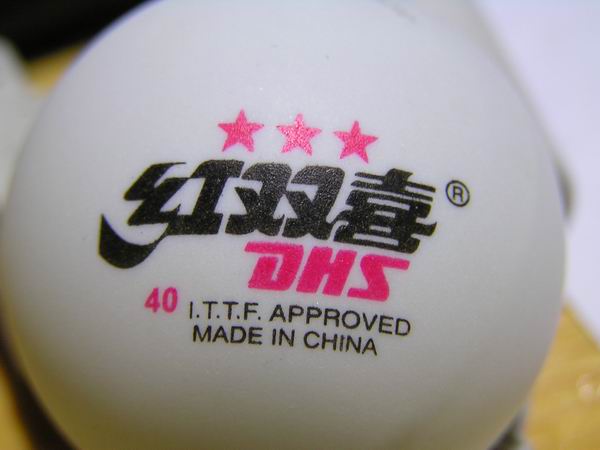 ★★★
红双喜®
DHS
40 I.T.T.F. APPROVED
MADE IN CHINA